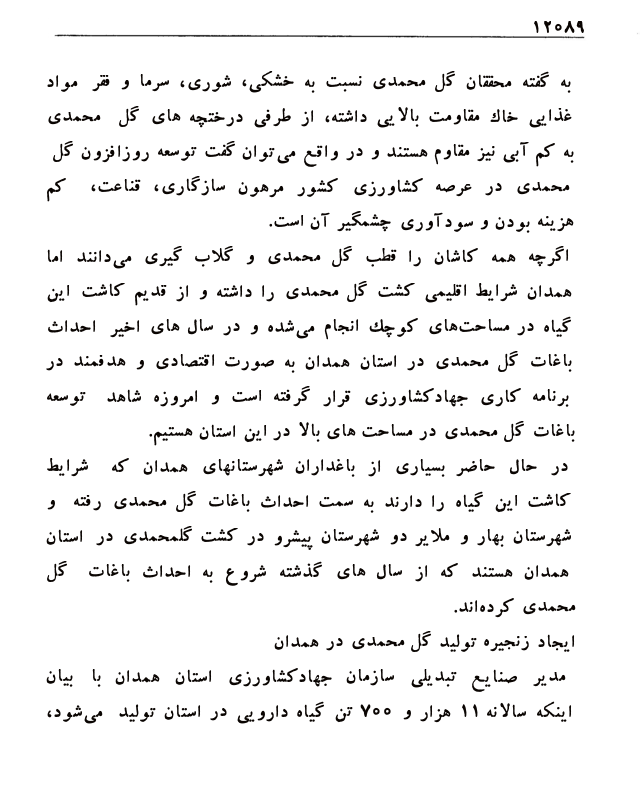 ۱۲۰۸۹
به گفته محققان گل محمدی نسبت به خشکی، شوری، سرما و فقر مواد
غذایی خاك مقاومت بالایی داشته، از طرفی درختچه های گل محمدی
به کم آبی نیز مقاوم هستند و در واقع می‌توان گفت توسعه روزافزون گل
محمدی در عرصه کشاورزی کشور مرهون سازگاری، قناعت، کم
هزینه بودن و سودآوری چشمگیر آن است.
اگرچه همه کاشان را قطب گل محمدی و گلاب گیری می‌دانند اما
همدان شرایط اقلیمی کشت گل محمدی را داشته و از قدیم کاشت این
گیاه در مساحت‌های کوچك انجام می‌شده و در سال های اخیر احداث
باغات گل محمدی در استان همدان به صورت اقتصادی و هدفمند در
برنامه کاری جهادکشاورزی قرار گرفته است و امروزه شاهد توسعه
باغات گل محمدی در مساحت های بالا در این استان هستیم.
در حال حاضر بسیاری از باغداران شهرستانهای همدان که شرایط
کاشت این گیاه را دارند به سمت احداث باغات گل محمدی رفته و
شهرستان بهار و ملایر دو شهرستان پیشرو در کشت گلمحمدی در استان
همدان هستند که از سال های گذشته شروع به احداث باغات گل
محمدی کرده‌اند.
ایجاد زنجیره تولید گل محمدی در همدان
مدیر صنایع تبدیلی سازمان جهادکشاورزی استان همدان با بیان
اینکه سالانه ۱۱ هزار و ۷۰۰ تن گیاه دارویی در استان تولید می‌شود،